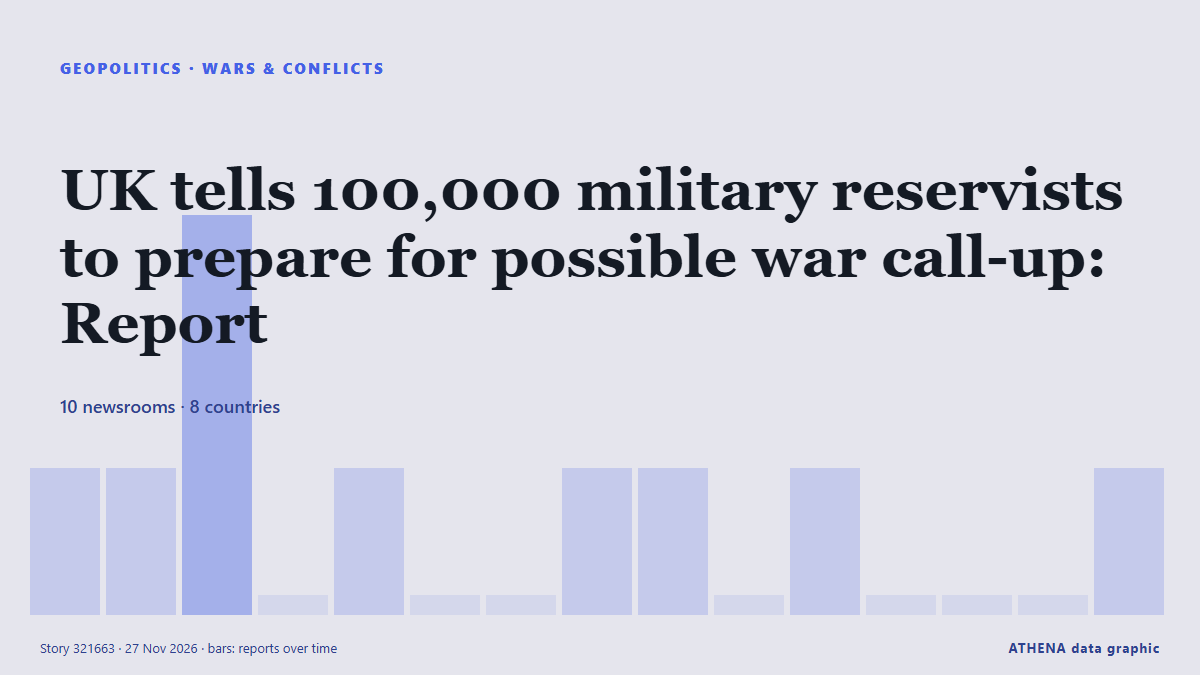 GEOPOLITICS · WARS & CONFLICTS
UK tells 100,000 military reservists
to prepare for possible war call-up:
Report
10 newsrooms · 8 countries
Story 321663 · 27 Nov 2026 · bars: reports over time
ATHENA data graphic